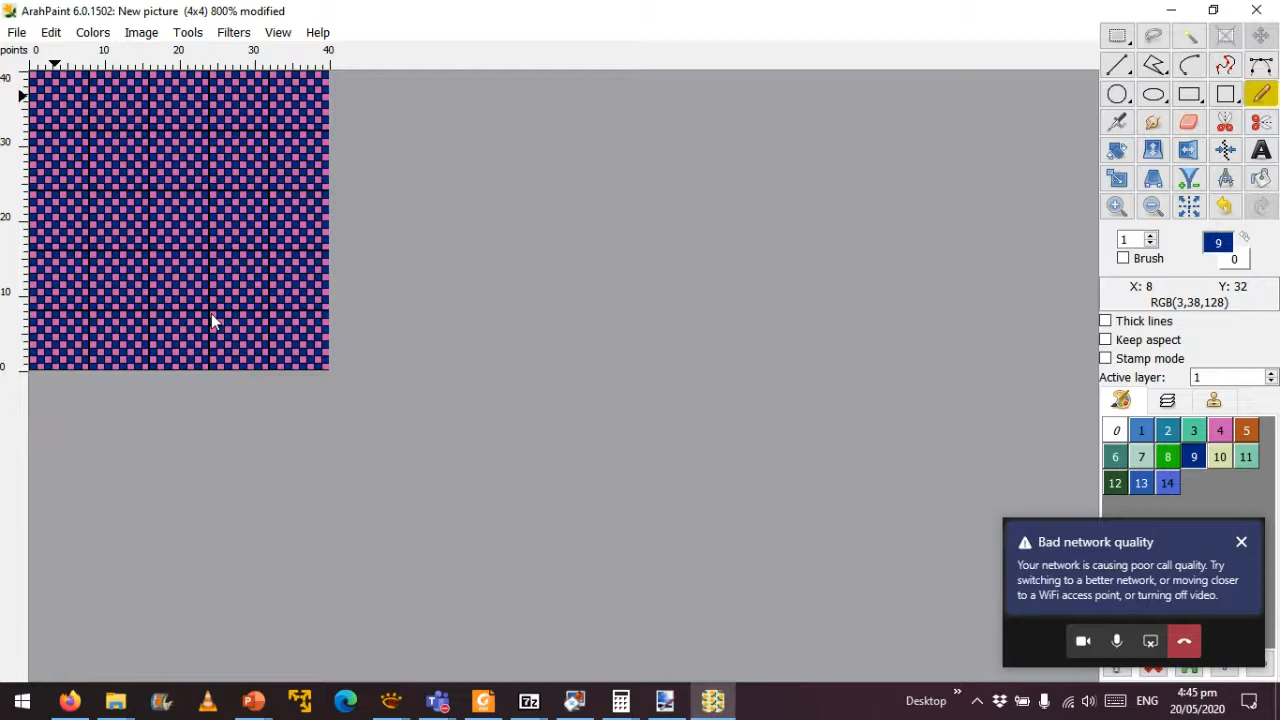 ArahPaint 6.0.1502: New picture (4x4) 800% modified
File Edit Colors Image Tools Filters View Help
points 0 10 20 30 40
40
30
20
10
0
A
1
9
Brush
0
X: 8 Y: 32
RGB(3,38,128)
Thick lines
Keep aspect
Stamp mode
Active layer: 1
0 1 2 3 4 5
6 7 8 9 10 11
12 13 14
Bad network quality
Your network is causing poor call quality. Try
switching to a better network, or moving closer
to a WiFi access point, or turning off video.
7z
Desktop
ENG
4:45 pm
20/05/2020